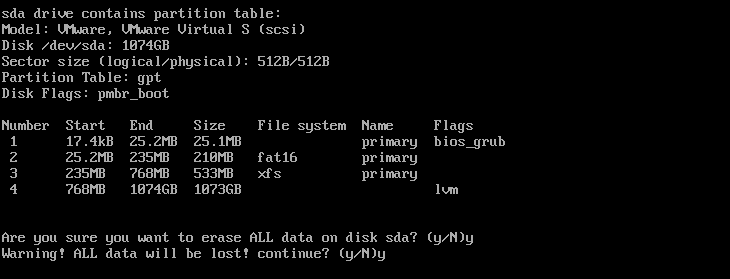 sda drive contains partition table:
Model: VMware, VMware Virtual S (scsi)
Disk /dev/sda: 1074GB
Sector size (logical/physical): 512B/512B
Partition Table: gpt
Disk Flags: pmbr_boot
Number  Start   End     Size    File system  Name     Flags
 1      17.4kB  25.2MB  25.1MB               primary  bios_grub
 2      25.2MB  235MB   210MB   fat16        primary
 3      235MB   768MB   533MB   xfs          primary
 4      768MB   1074GB  1073GB                        lvm
Are you sure you want to erase ALL data on disk sda? (y/N)y
Warning! ALL data will be lost! continue? (y/N)y